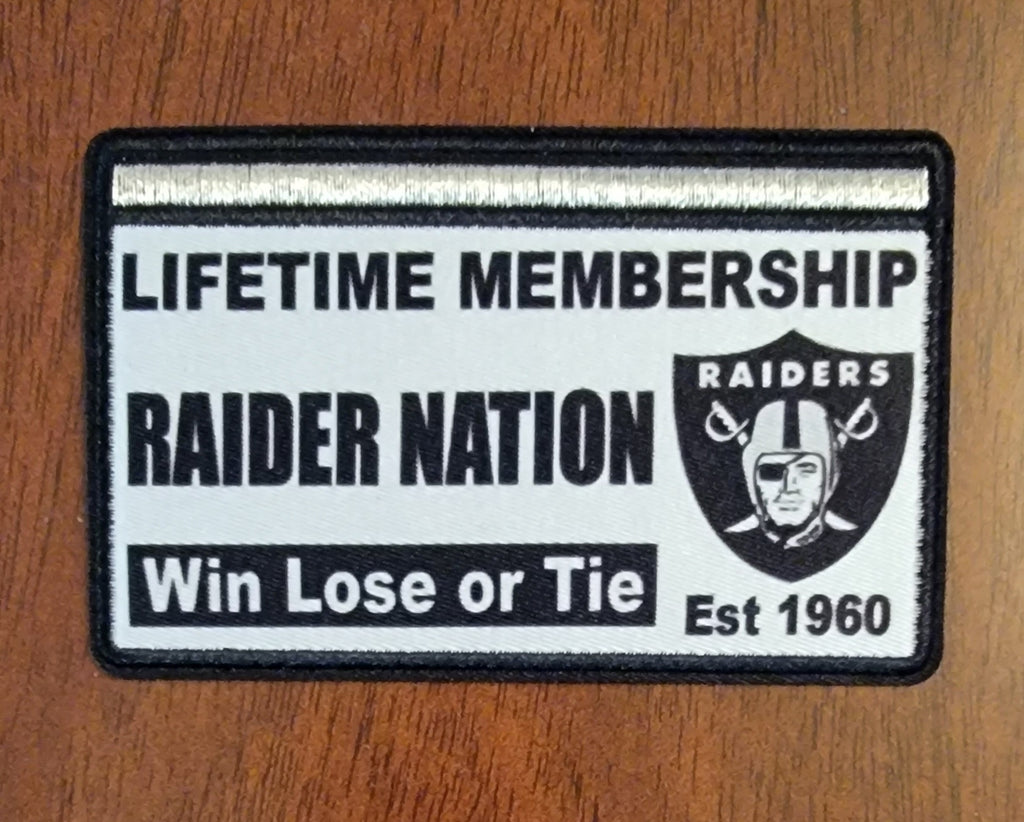 LIFETIME MEMBERSHIP
RAIDERS
RAIDER NATION
Win Lose or Tie
Est 1960